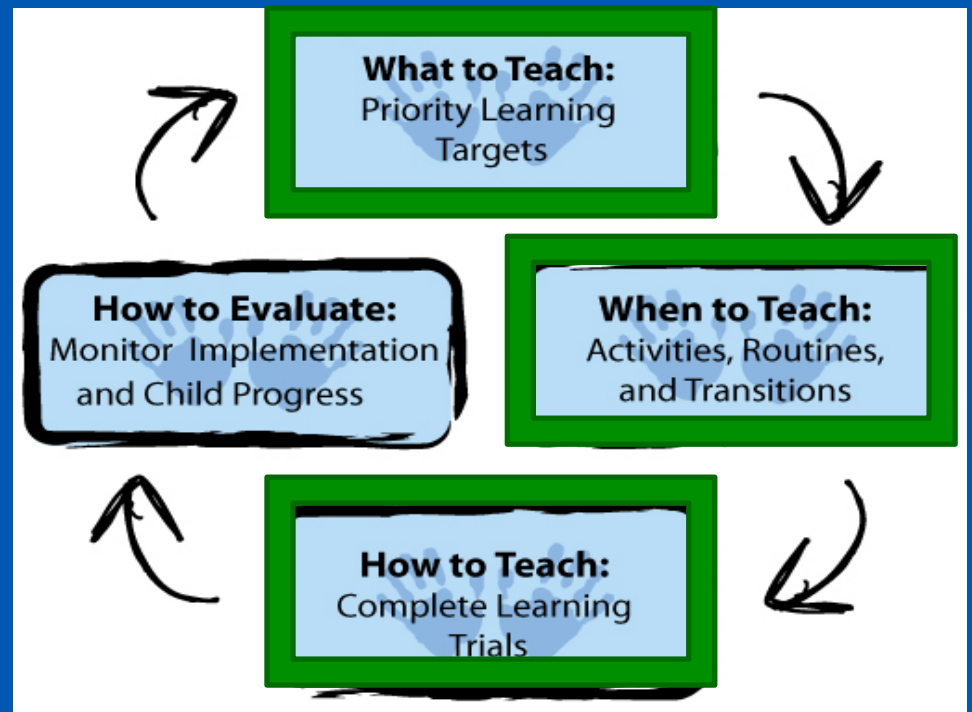 What to Teach:
Priority Learning
Targets
When to Teach:
Activities, Routines,
and Transitions
How to Teach:
Complete Learning
Trials
How to Evaluate:
Monitor Implementation
and Child Progress